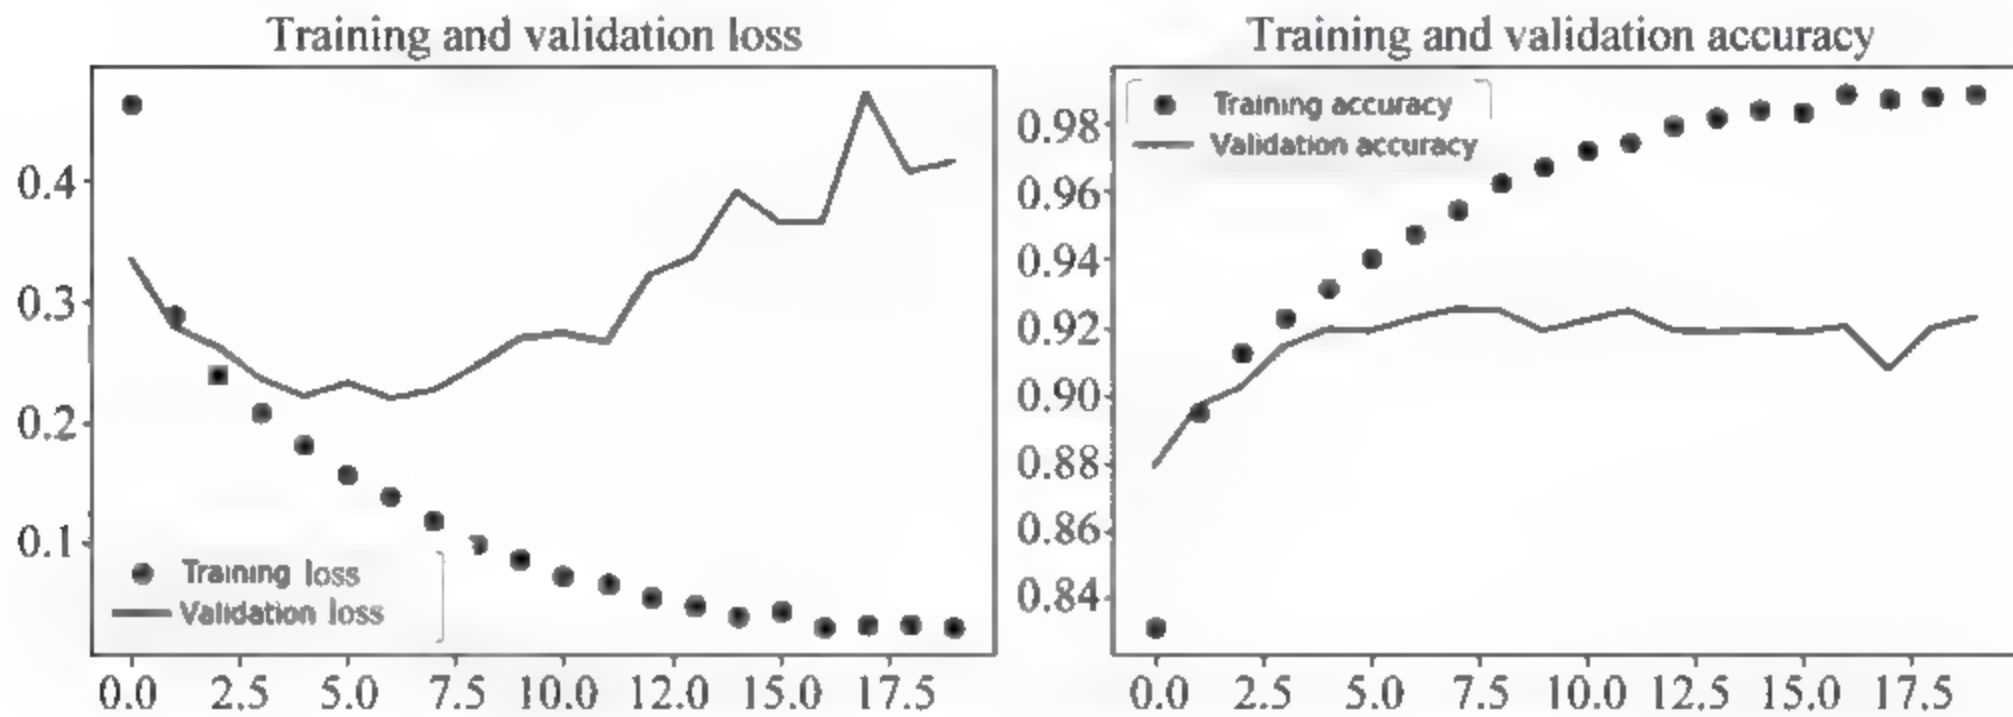 Training and validation loss
0.4
0.3
0.2
0.1
Training loss
Validation loss
0.0 2.5 5.0 7.5 10.0 12.0 15.0 17.5
Training and validation accuracy
Training accuracy
Validation accuracy
0.98
0.96
0.94
0.92
0.90
0.88
0.86
0.84
0.0 2.5 5.0 7.5 10.0 12.5 15.0 17.5